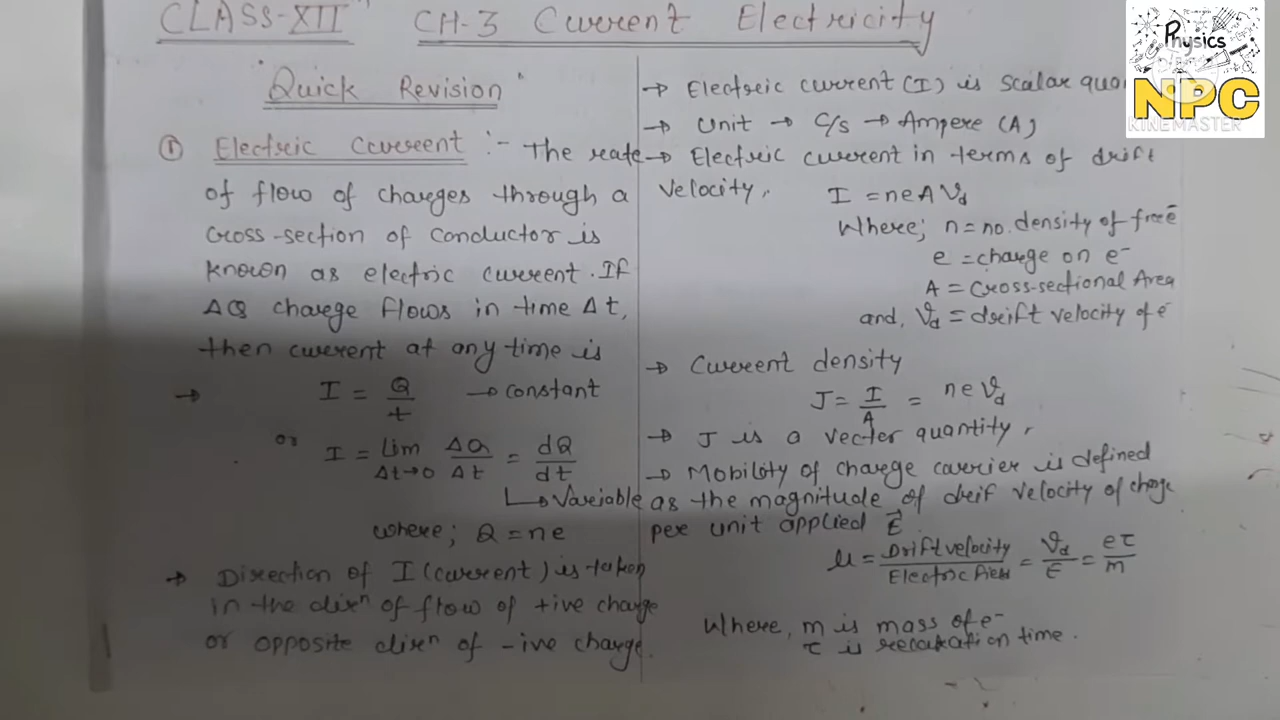 CLASS-XII CH-3 Current Electricity
"Quick Revision"
① Electric Current :- The rate
of flow of charges through a
cross-section of conductor is
known as electric current. If
ΔQ charge flows in time Δt,
then current at any time is
→ I = Q/t → constant
or I = Lim Δt→0 ΔQ/Δt = dQ/dt
↳ Variable
where; Q = ne
→ Direction of I (current) is taken
in the dirⁿ of flow of +ive charge
or opposite dirⁿ of -ive charge.
→ Electric current (I) is scalar
→ Unit → C/s → Ampere (A)
→ Electric current in terms of drift
velocity, I = neAVd
Where; n = no. density of free e⁻
e = charge on e⁻
A = Cross-sectional Area
and, Vd = drift velocity of e⁻
→ Current density
J = I/A = neVd
→ J is a vecter quantity,
→ Mobility of charge carrier is defined
as the magnitude of drif velocity of charge
per unit applied E⃗
μ = Drift velocity/Electric field = Vd/E = eτ/m
Where, m is mass of e⁻
τ is relaxation time.
Physics
NPC
KINEMASTER